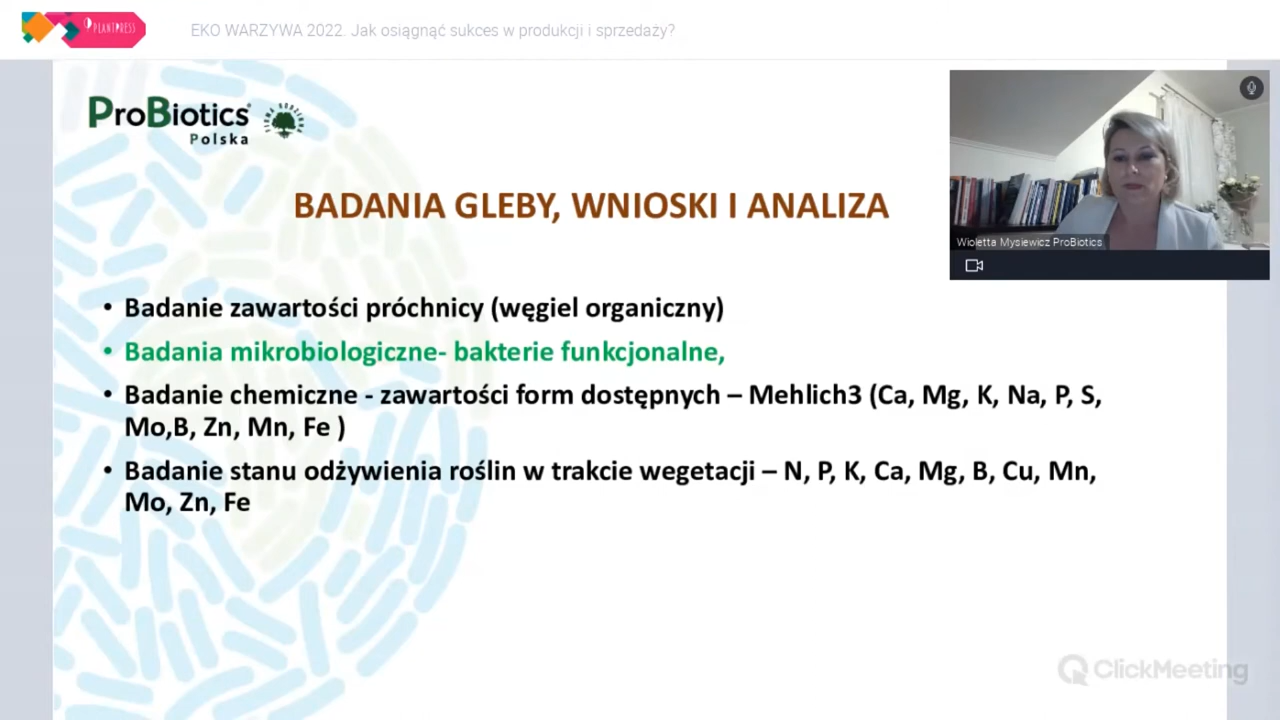 PLANTPRESS
EKO WARZYWA 2022. Jak osiągnąć sukces w produkcji i sprzedaży?
ProBiotics
Polska
Wioletta Mysiewicz ProBiotics
BADANIA GLEBY, WNIOSKI I ANALIZA
• Badanie zawartości próchnicy (węgiel organiczny)
• Badania mikrobiologiczne- bakterie funkcjonalne,
• Badanie chemiczne - zawartości form dostępnych – Mehlich3 (Ca, Mg, K, Na, P, S,
Mo,B, Zn, Mn, Fe )
• Badanie stanu odżywienia roślin w trakcie wegetacji – N, P, K, Ca, Mg, B, Cu, Mn,
Mo, Zn, Fe
ClickMeeting